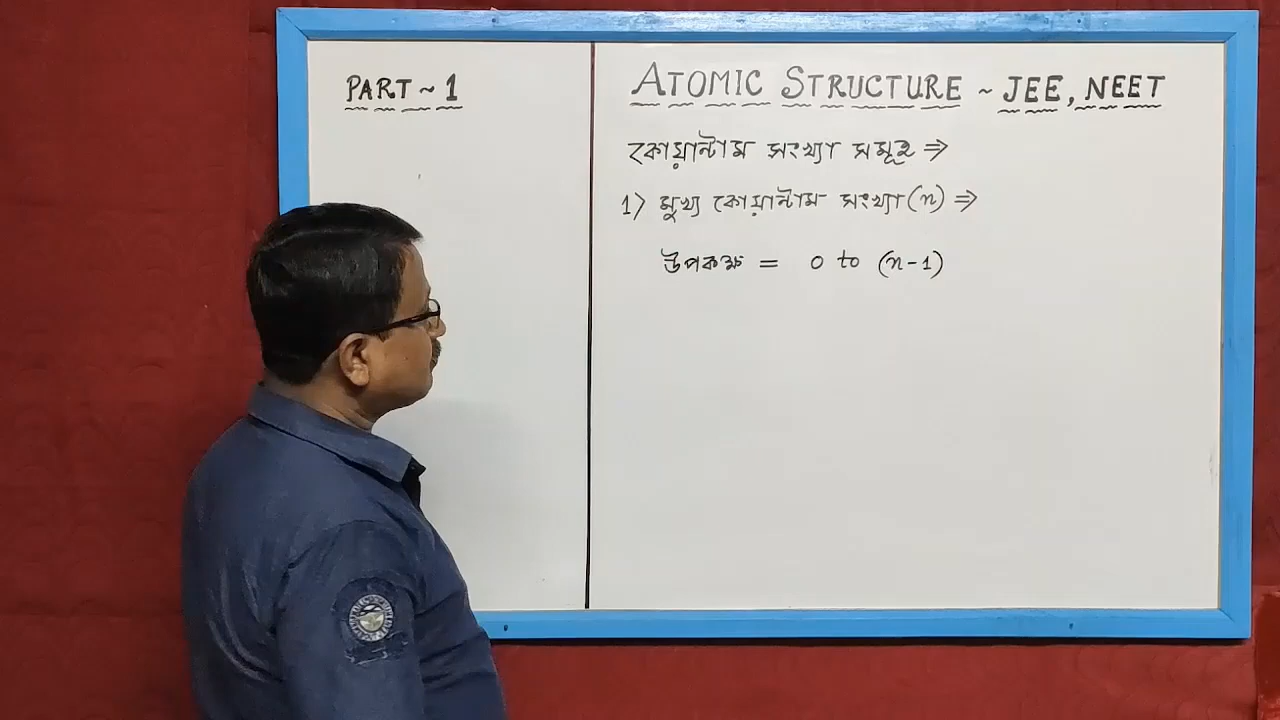 PART ~ 1
ATOMIC STRUCTURE ~ JEE, NEET
কোয়ান্টাম সংখ্যা সমূহ ⇒
1) মুখ্য কোয়ান্টাম সংখ্যা (n) ⇒
উপকক্ষ = 0 to (n-1)